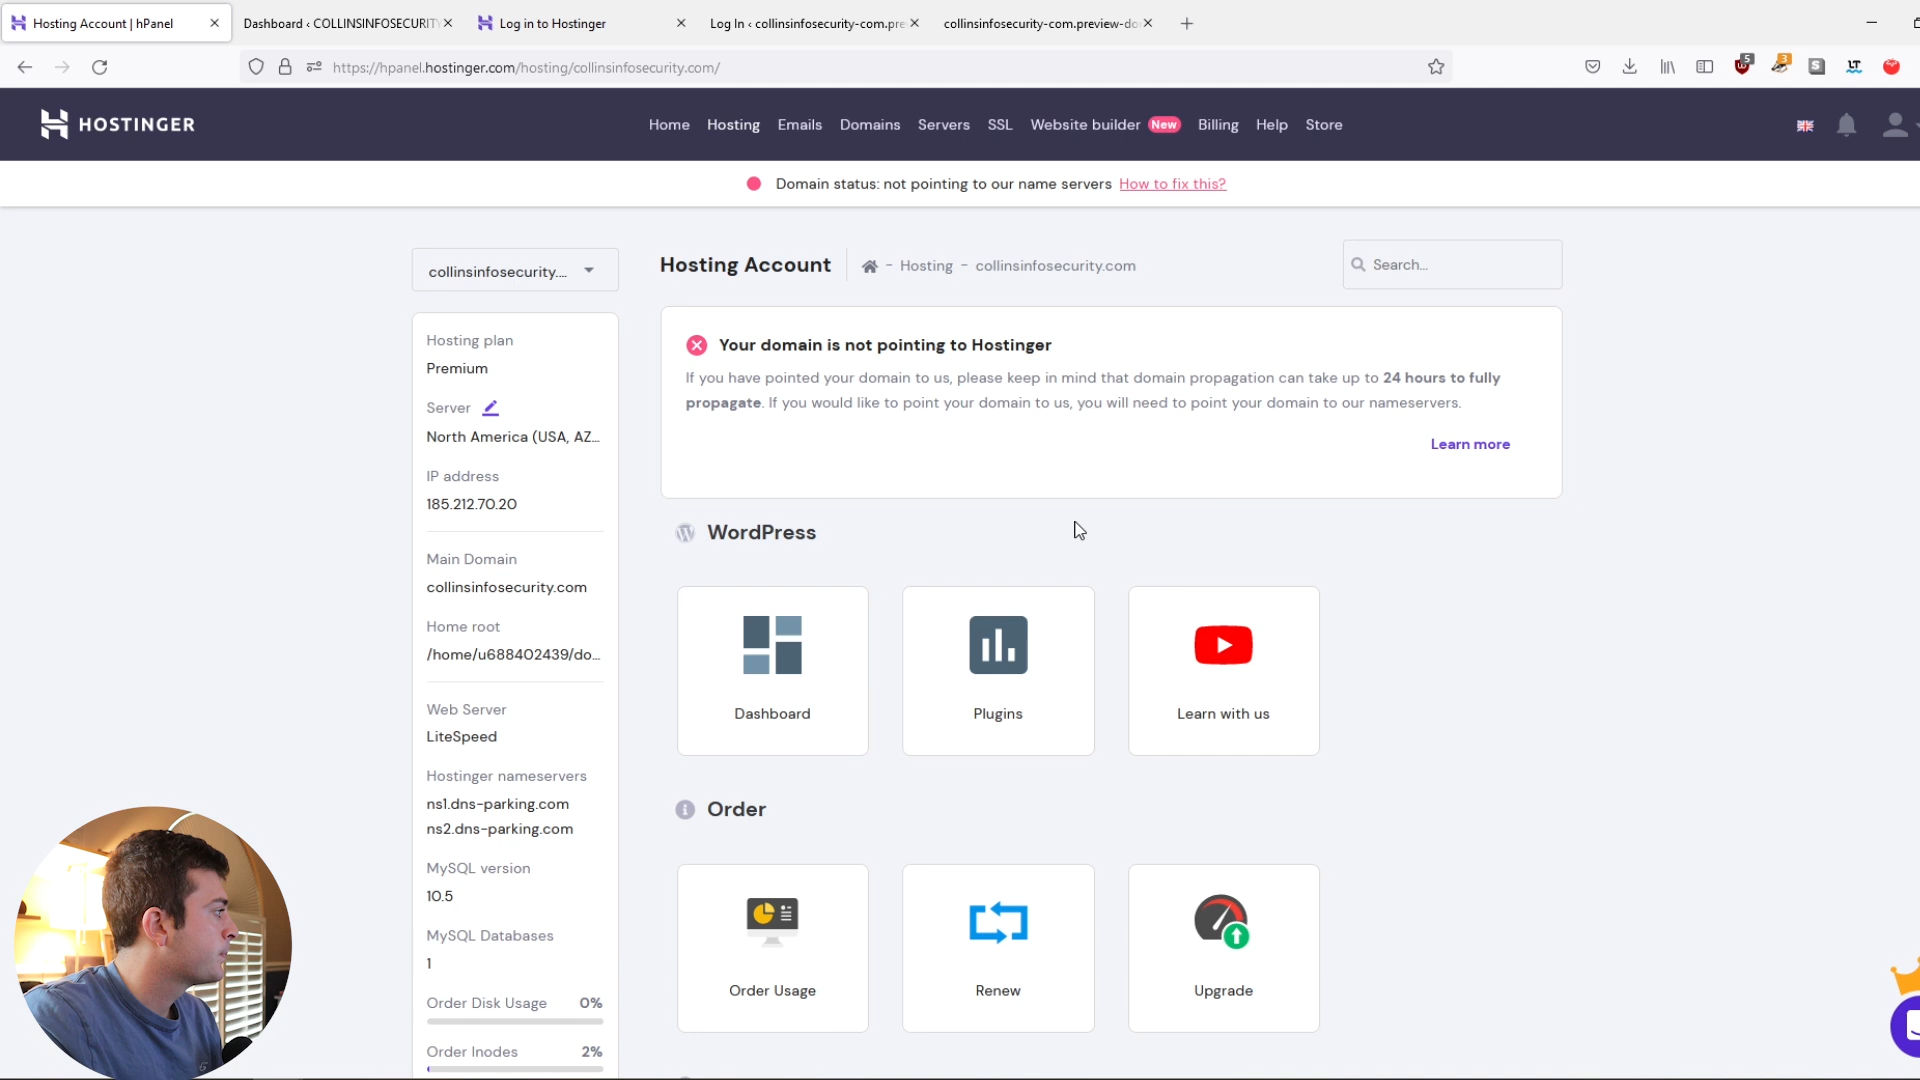 Hosting Account | hPanel
Dashboard ‹ COLLINSINFOSECURITY
Log in to Hostinger
Log In ‹ collinsinfosecurity-com.pre
collinsinfosecurity-com.preview-do
https://hpanel.hostinger.com/hosting/collinsinfosecurity.com/
5
3
S
LT
HOSTINGER
Home Hosting Emails Domains Servers SSL Website builder New Billing Help Store
Domain status: not pointing to our name servers How to fix this?
collinsinfosecurity....
Hosting Account
- Hosting - collinsinfosecurity.com
Search...
Hosting plan
Premium
Server
North America (USA, AZ...
IP address
185.212.70.20
Main Domain
collinsinfosecurity.com
Home root
/home/u688402439/do...
Web Server
LiteSpeed
Hostinger nameservers
ns1.dns-parking.com
ns2.dns-parking.com
MySQL version
10.5
MySQL Databases
1
Order Disk Usage 0%
Order Inodes 2%
Your domain is not pointing to Hostinger
If you have pointed your domain to us, please keep in mind that domain propagation can take up to 24 hours to fully
propagate. If you would like to point your domain to us, you will need to point your domain to our nameservers.
Learn more
WordPress
Dashboard
Plugins
Learn with us
Order
Order Usage
Renew
Upgrade